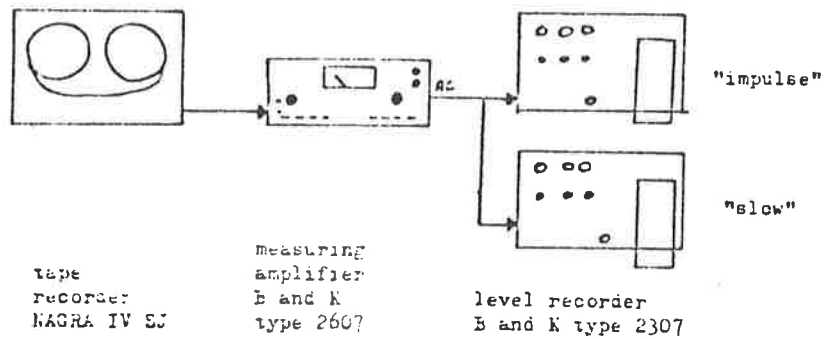 AC
"impulse"
"slow"
tape
recorder
NAGRA IV SJ
measuring
amplifier
B and K
type 2607
level recorder
B and K type 2307